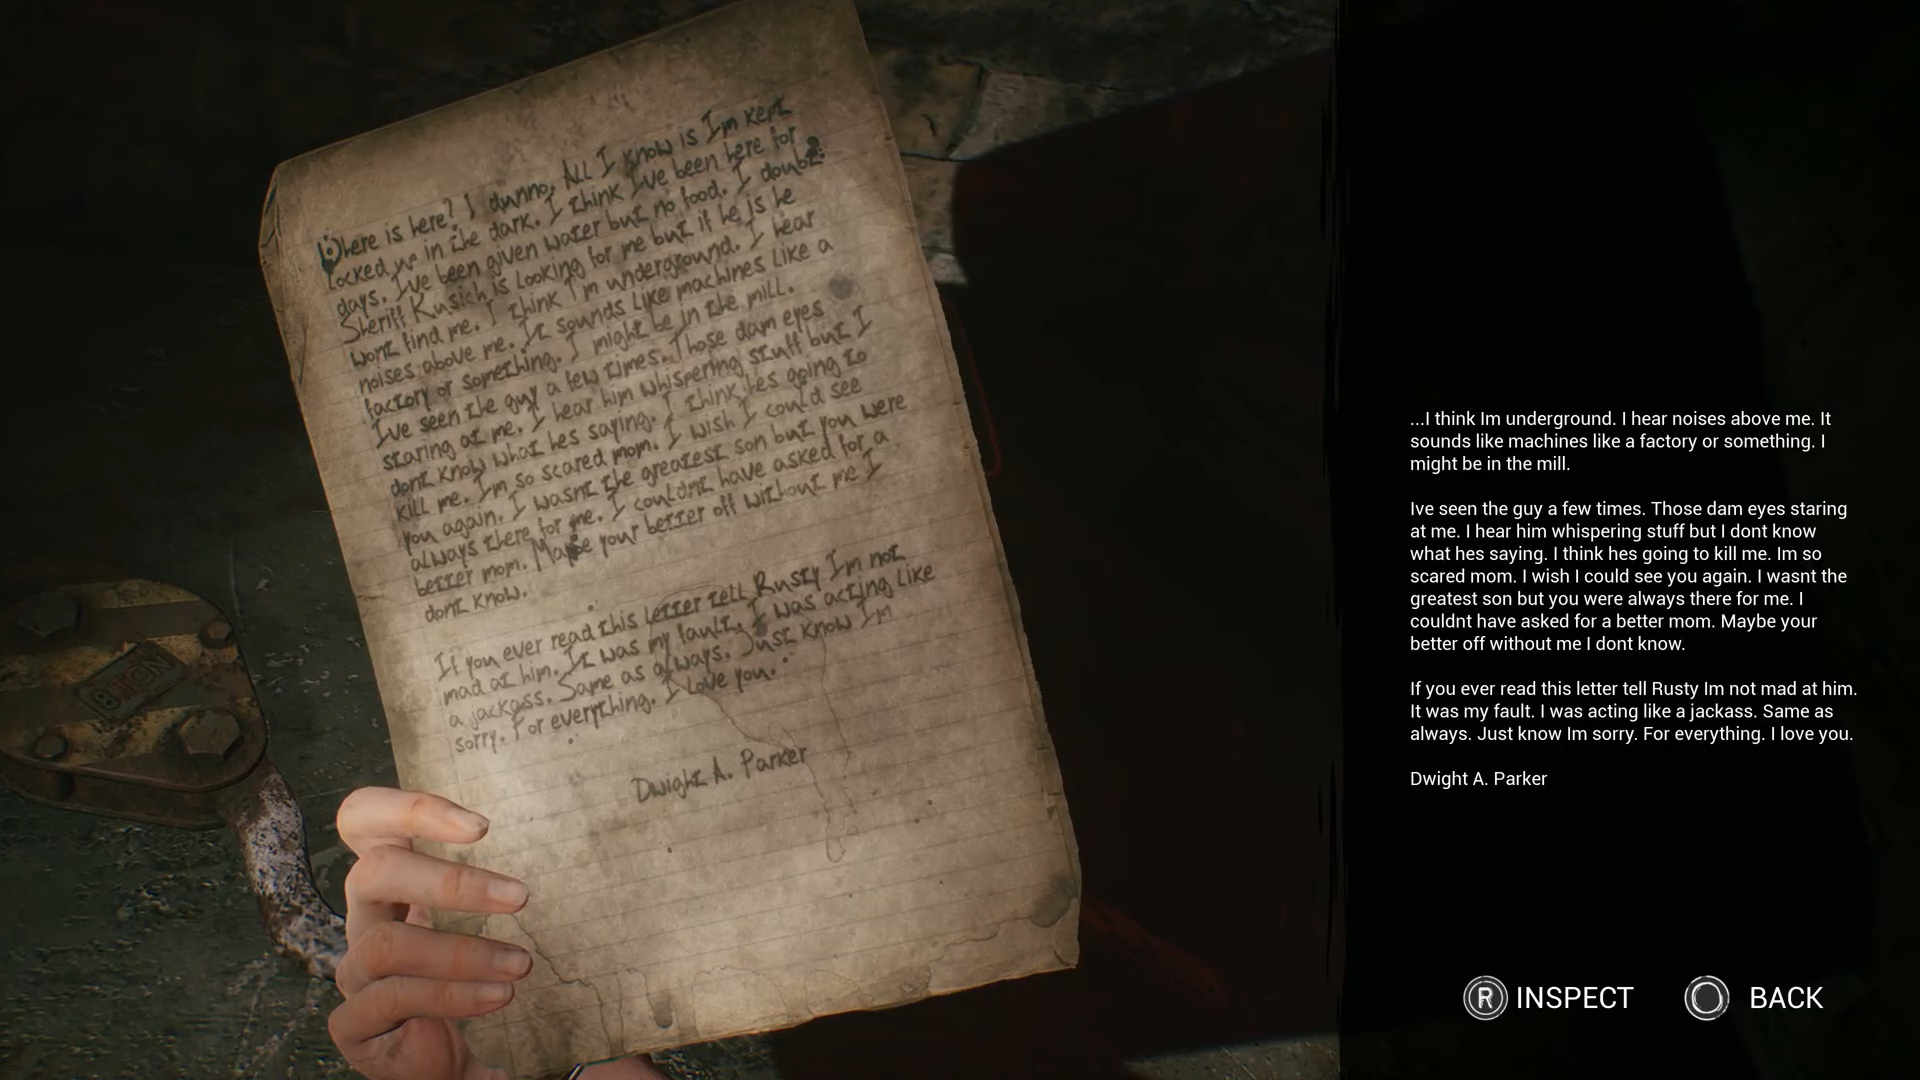 Where is here? I dunno. All I know is Im kept
locked up in the dark. I think Ive been here for
days. Ive been given water but no food. I doubt
Sheriff Kusich is looking for me but if he is he
wont find me. I think I'm underground. I hear
noises above me. It sounds like machines like a
factory or something. I might be in the mill.
Ive seen the guy a few times. Those dam eyes
staring at me. I hear him whispering stuff but I
dont know what hes saying. I think hes going to
kill me. Im so scared mom. I wish I could see
you again. I wasnt the greatest son but you were
always there for me. I couldnt have asked for a
better mom. Maybe your better off without me I
dont know.
If you ever read this letter tell Rusty Im not
mad at him. It was my fault. I was acting like
a jackass. Same as always. Just know Im
sorry. For everything. I love you.
Dwight A. Parker
8 TON
...I think Im underground. I hear noises above me. It
sounds like machines like a factory or something. I
might be in the mill.
Ive seen the guy a few times. Those dam eyes staring
at me. I hear him whispering stuff but I dont know
what hes saying. I think hes going to kill me. Im so
scared mom. I wish I could see you again. I wasnt the
greatest son but you were always there for me. I
couldnt have asked for a better mom. Maybe your
better off without me I dont know.
If you ever read this letter tell Rusty Im not mad at him.
It was my fault. I was acting like a jackass. Same as
always. Just know Im sorry. For everything. I love you.
Dwight A. Parker
R INSPECT
BACK